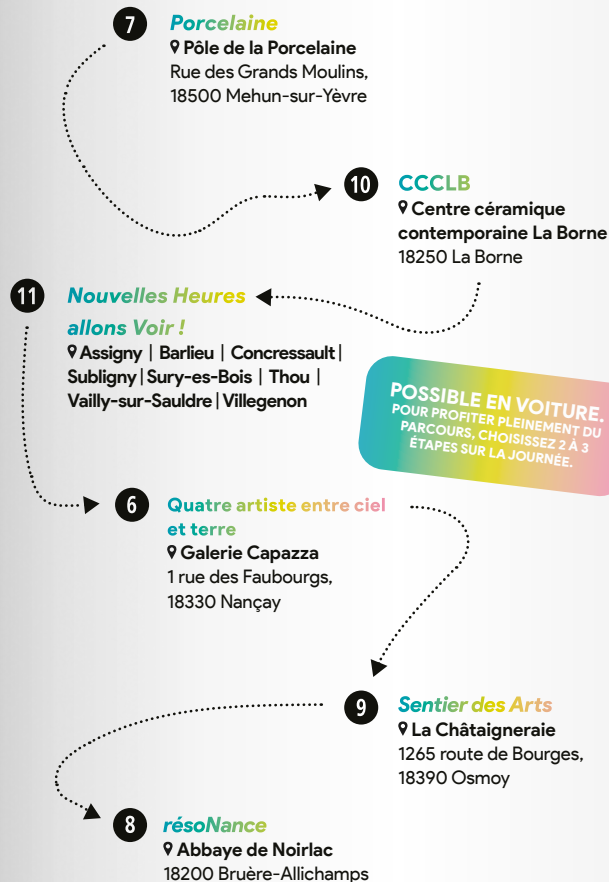 7
Porcelaine
Pôle de la Porcelaine
Rue des Grands Moulins,
18500 Mehun-sur-Yèvre
10
CCCLB
Centre céramique
contemporaine La Borne
18250 La Borne
11
Nouvelles Heures
allons Voir !
Assigny | Barlieu | Concressault |
Subligny | Sury-es-Bois | Thou |
Vailly-sur-Sauldre | Villegenon
POSSIBLE EN VOITURE.
POUR PROFITER PLEINEMENT DU
PARCOURS, CHOISISSEZ 2 À 3
ÉTAPES SUR LA JOURNÉE.
6
Quatre artiste entre ciel
et terre
Galerie Capazza
1 rue des Faubourgs,
18330 Nançay
9
Sentier des Arts
La Châtaigneraie
1265 route de Bourges,
18390 Osmoy
8
résoNance
Abbaye de Noirlac
18200 Bruère-Allichamps